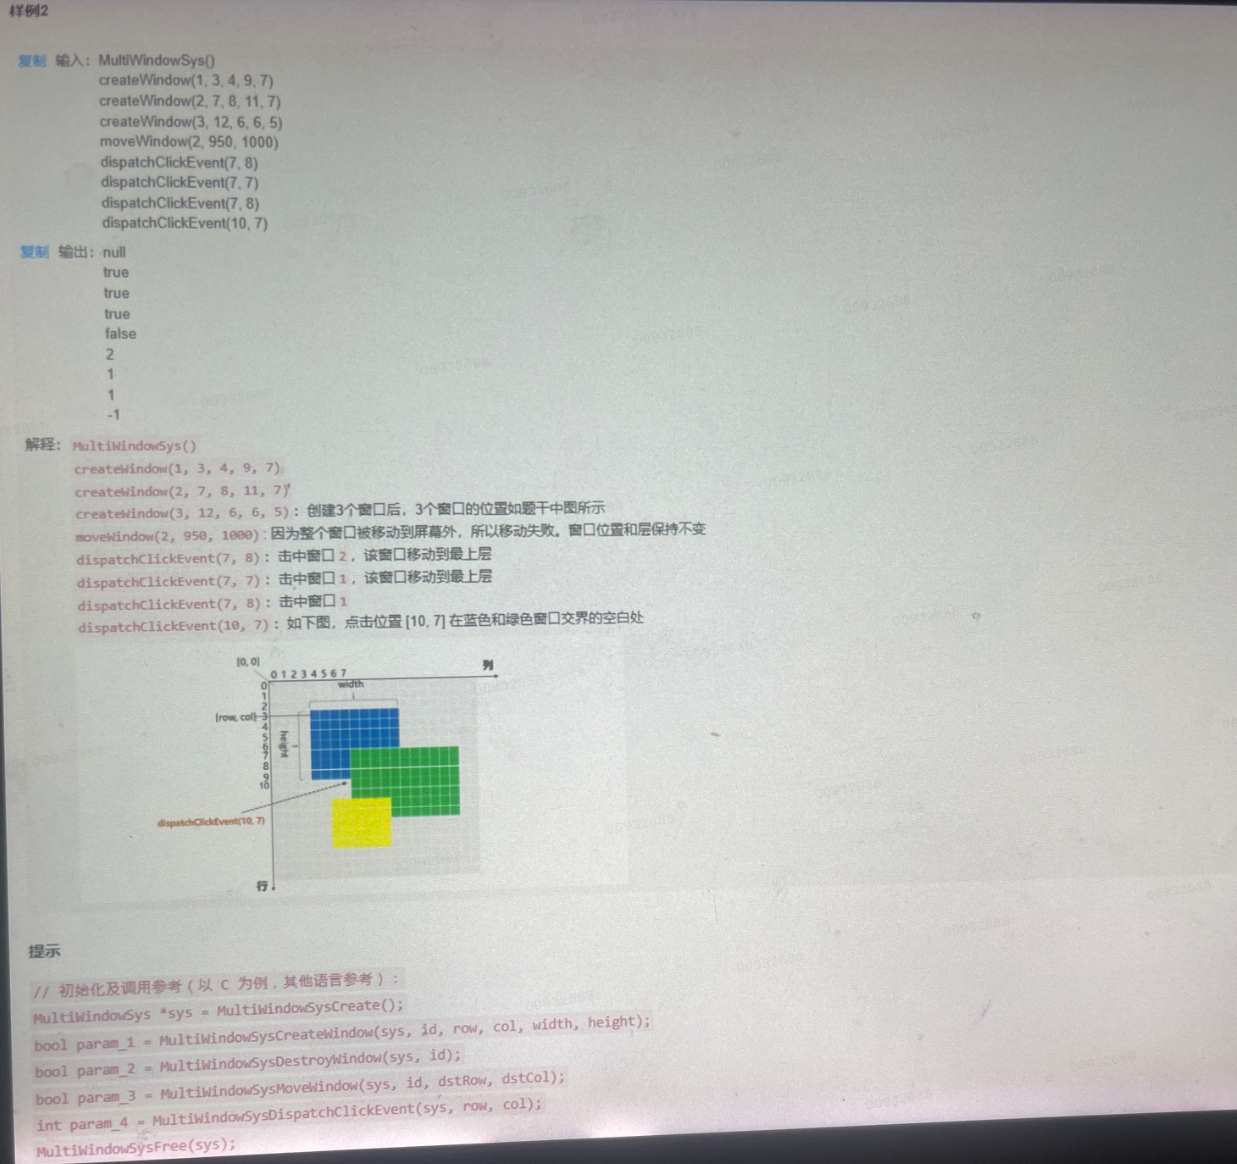 样例2
复制 输入： MultiWindowSys()
createWindow(1, 3, 4, 9, 7)
createWindow(2, 7, 8, 11, 7)
createWindow(3, 12, 6, 6, 5)
moveWindow(2, 950, 1000)
dispatchClickEvent(7, 8)
dispatchClickEvent(7, 7)
dispatchClickEvent(7, 8)
dispatchClickEvent(10, 7)
复制 输出： null
true
true
true
false
2
1
1
-1
解释： MultiWindowSys()
createWindow(1, 3, 4, 9, 7)
createWindow(2, 7, 8, 11, 7)
createWindow(3, 12, 6, 6, 5)：创建3个窗口后，3个窗口的位置如题干中图所示
moveWindow(2, 950, 1000)：因为整个窗口被移动到屏幕外，所以移动失败。窗口位置和层保持不变
dispatchClickEvent(7, 8)：击中窗口 2，该窗口移动到最上层
dispatchClickEvent(7, 7)：击中窗口 1，该窗口移动到最上层
dispatchClickEvent(7, 8)：击中窗口 1
dispatchClickEvent(10, 7)：如下图，点击位置 [10, 7] 在蓝色和绿色窗口交界的空白处
[0, 0]
列
0 1 2 3 4 5 6 7
width
0
1
2
[row, col] 3
4
5
6
7
8
9
10
height
dispatchClickEvent(10, 7)
行
提示
// 初始化及调用参考（以 C 为例，其他语言参考）：
MultiWindowSys *sys = MultiWindowSysCreate();
bool param_1 = MultiWindowSysCreateWindow(sys, id, row, col, width, height);
bool param_2 = MultiWindowSysDestroyWindow(sys, id);
bool param_3 = MultiWindowSysMoveWindow(sys, id, dstRow, dstCol);
int param_4 = MultiWindowSysDispatchClickEvent(sys, row, col);
MultiWindowSysFree(sys);